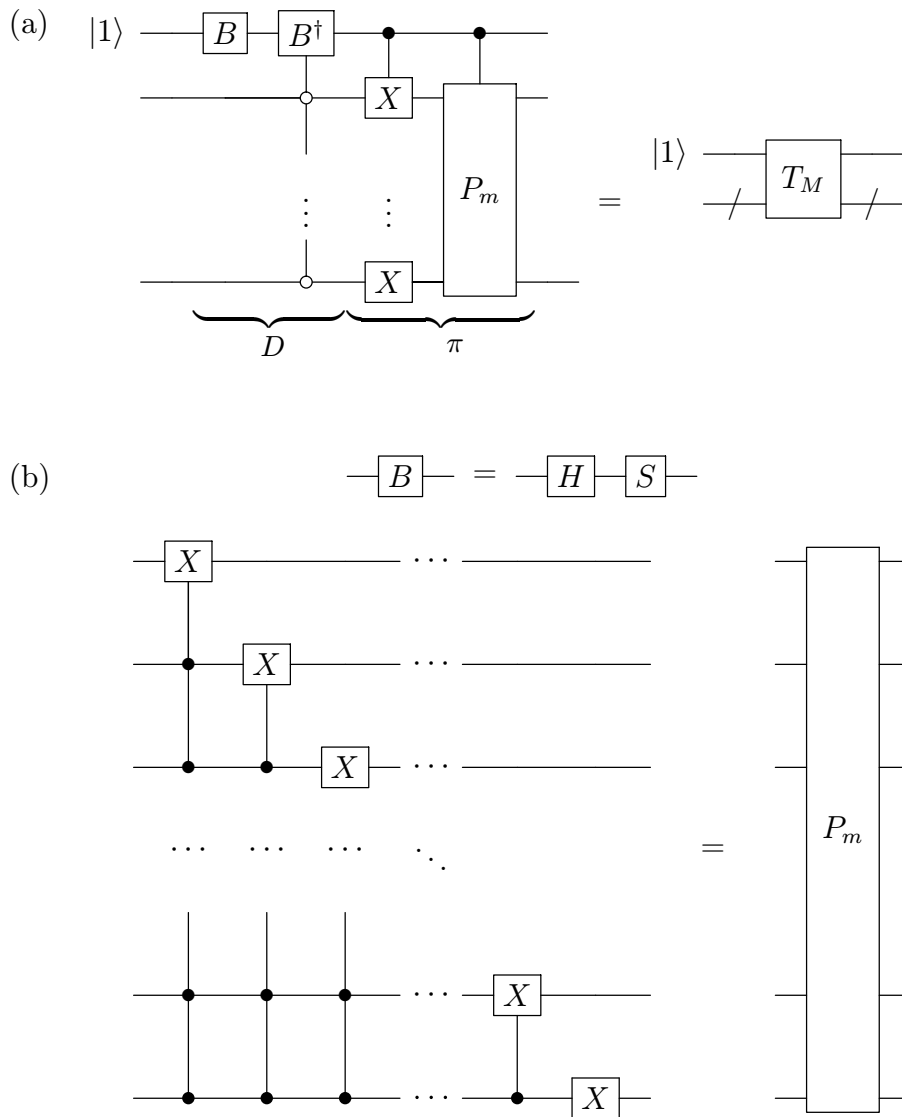 (a) |1⟩ B B†
X
|1⟩ T_M
P_m
⋮ ⋮ =
X
D π
(b) B = H S
X ⋯
X ⋯
X ⋯
⋯ ⋯ ⋯ ⋱ = P_m
⋯ X
⋯ X